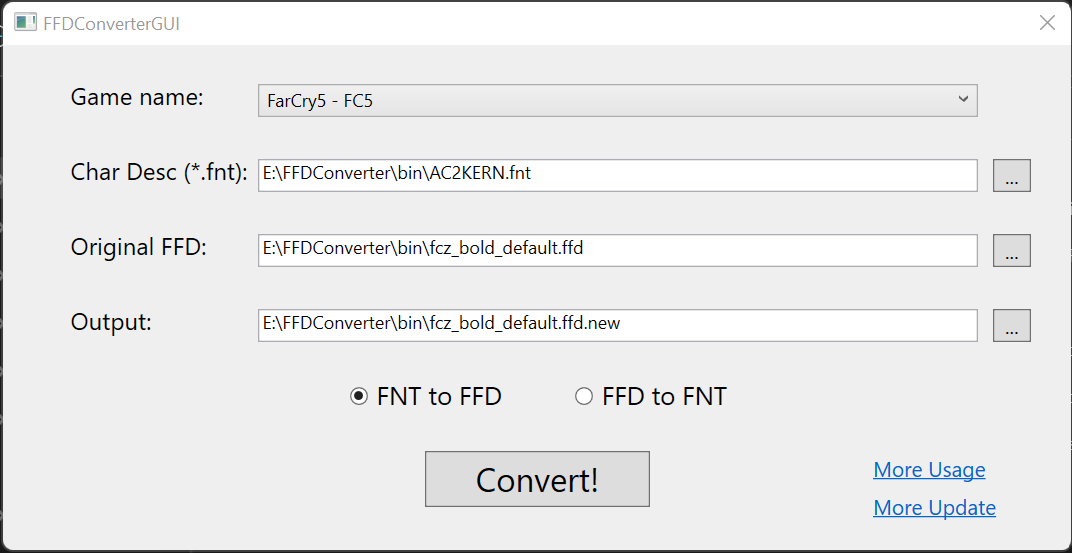 FFDConverterGUI
Game name: FarCry5 - FC5
Char Desc (*.fnt): E:\FFDConverter\bin\AC2KERN.fnt ...
Original FFD: E:\FFDConverter\bin\fcz_bold_default.ffd ...
Output: E:\FFDConverter\bin\fcz_bold_default.ffd.new ...
FNT to FFD FFD to FNT
Convert!
More Usage
More Update